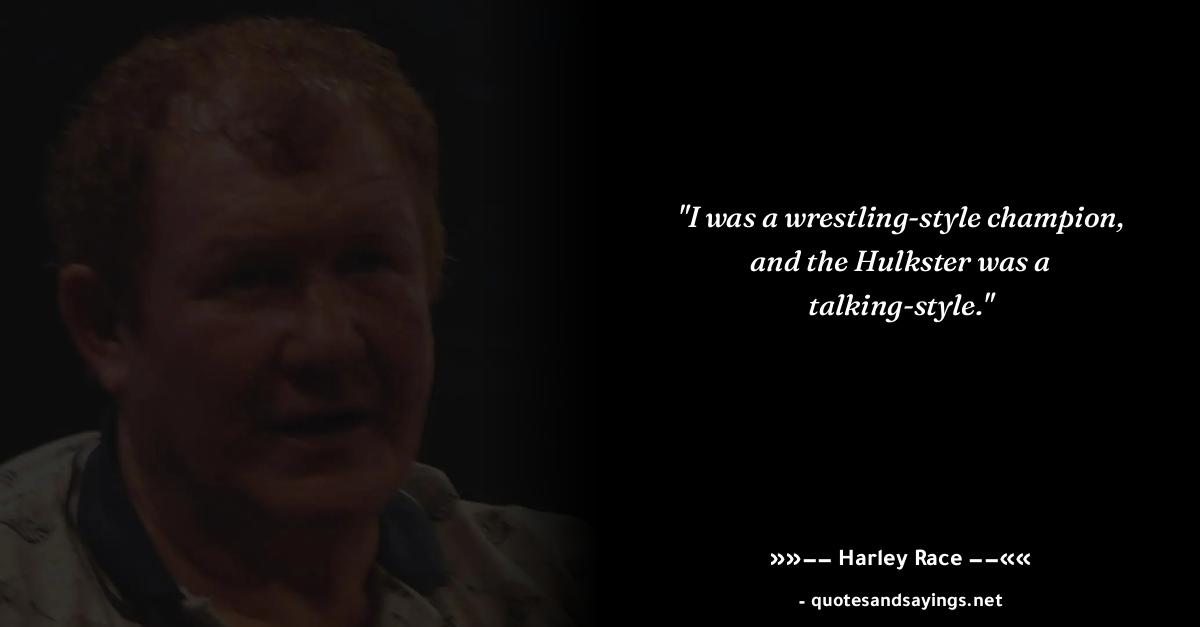 "I was a wrestling-style champion,
and the Hulkster was a
talking-style."
»»-- Harley Race --««
- quotesandsayings.net